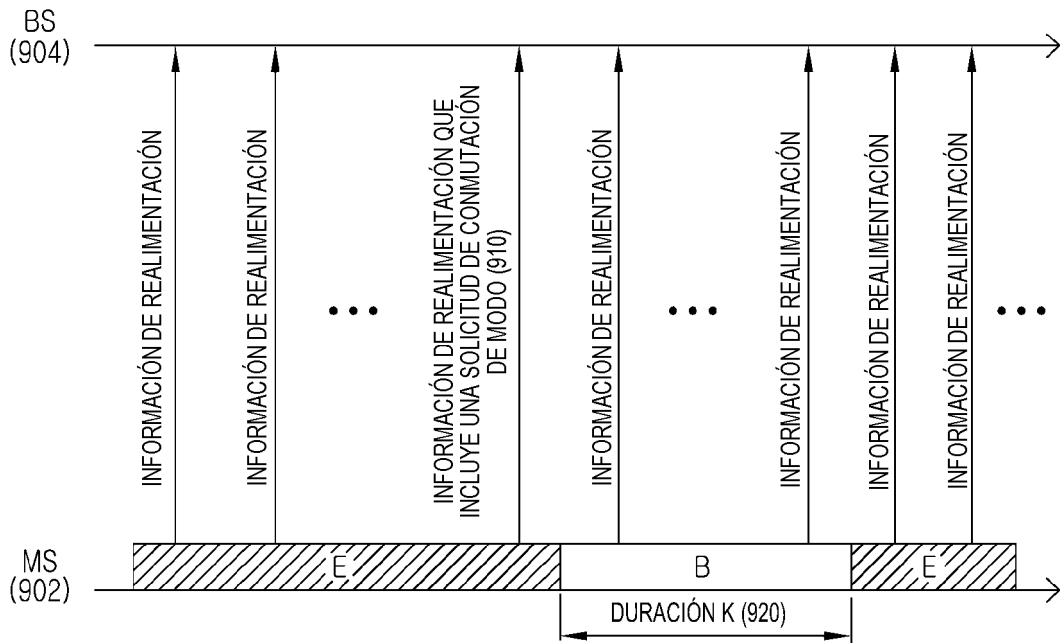 BS
(904)
INFORMACIÓN DE REALIMENTACIÓN
INFORMACIÓN DE REALIMENTACIÓN
INFORMACIÓN DE REALIMENTACIÓN QUE
INCLUYE UNA SOLICITUD DE CONMUTACIÓN
DE MODO (910)
INFORMACIÓN DE REALIMENTACIÓN
INFORMACIÓN DE REALIMENTACIÓN
INFORMACIÓN DE REALIMENTACIÓN
INFORMACIÓN DE REALIMENTACIÓN
MS
(902)
E
B
E
DURACIÓN K (920)